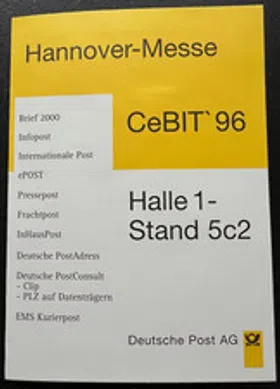 Hannover-Messe
CeBIT`96
Halle 1-
Stand 5c2
Brief 2000
Infopost
Internationale Post
ePOST
Pressepost
Frachtpost
InHausPost
Deutsche PostAdress
Deutsche PostConsult
- Clip
- PLZ auf Datenträgern
EMS Kurierpost
Deutsche Post AG